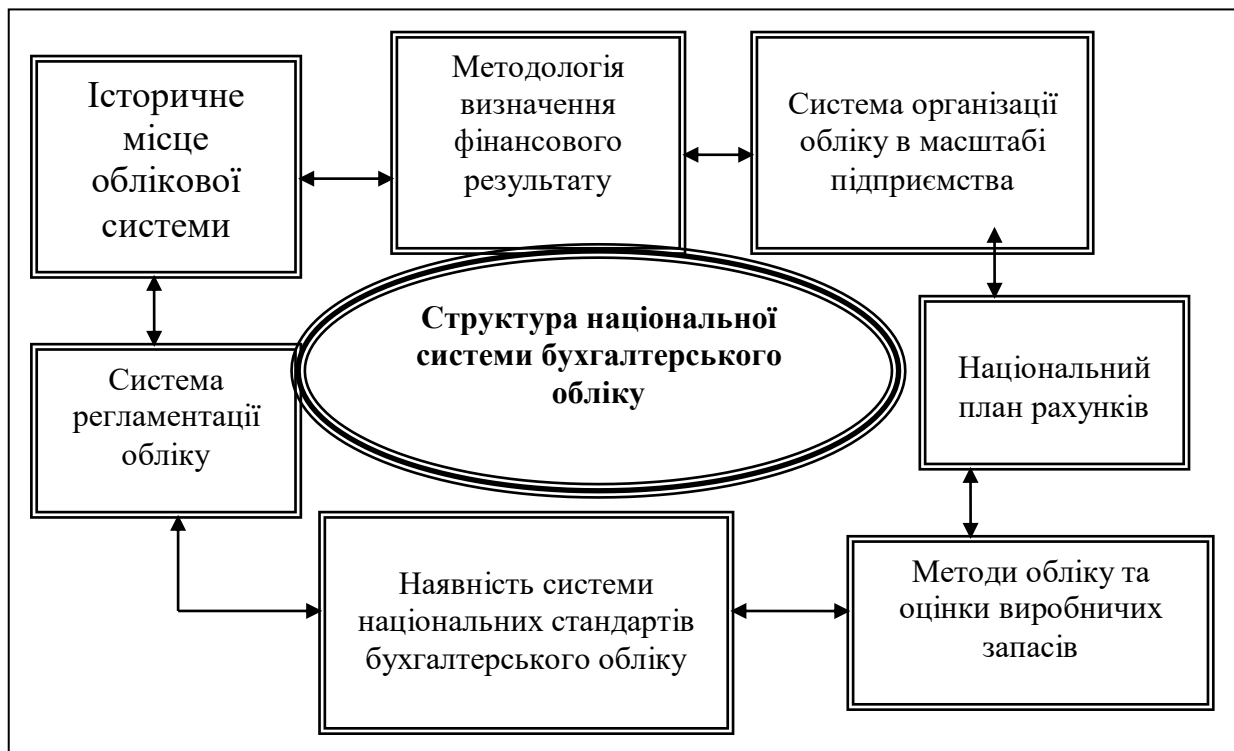 Історичне
місце
облікової
системи
Методологія
визначення
фінансового
результату
Система організації
обліку в масштабі
підприємства
Структура національної
системи бухгалтерського
обліку
Система
регламентації
обліку
Національний
план рахунків
Наявність системи
національних стандартів
бухгалтерського обліку
Методи обліку та
оцінки виробничих
запасів